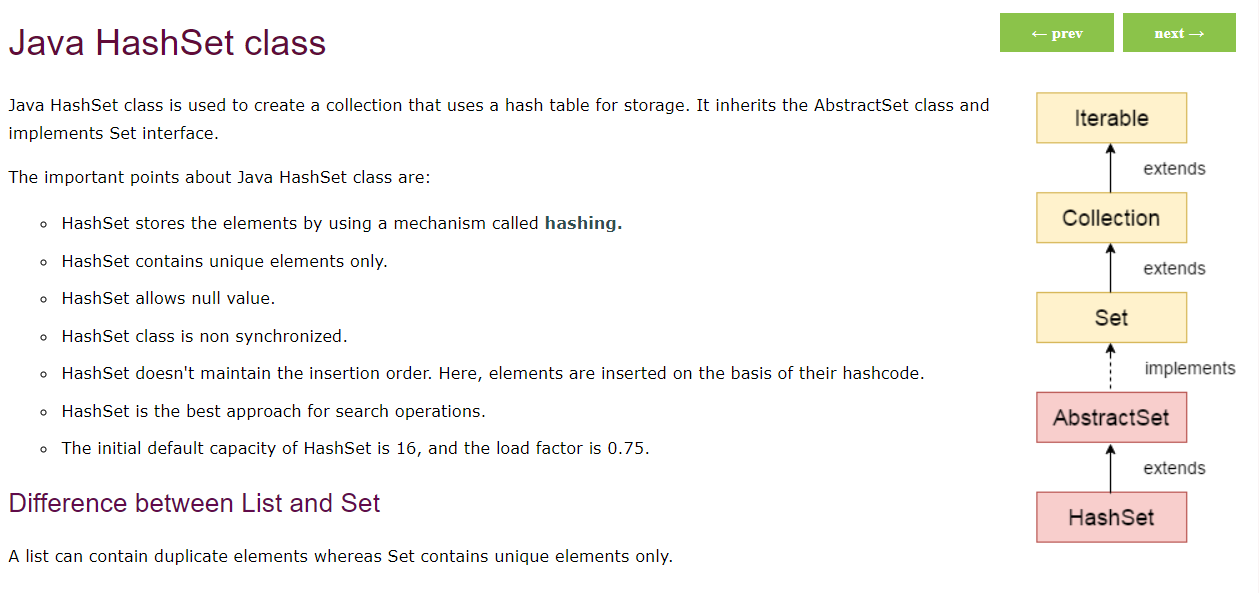 Java HashSet class
← prev
next →
Java HashSet class is used to create a collection that uses a hash table for storage. It inherits the AbstractSet class and
implements Set interface.
The important points about Java HashSet class are:
HashSet stores the elements by using a mechanism called hashing.
HashSet contains unique elements only.
HashSet allows null value.
HashSet class is non synchronized.
HashSet doesn't maintain the insertion order. Here, elements are inserted on the basis of their hashcode.
HashSet is the best approach for search operations.
The initial default capacity of HashSet is 16, and the load factor is 0.75.
Difference between List and Set
A list can contain duplicate elements whereas Set contains unique elements only.
Iterable
extends
Collection
extends
Set
implements
AbstractSet
extends
HashSet